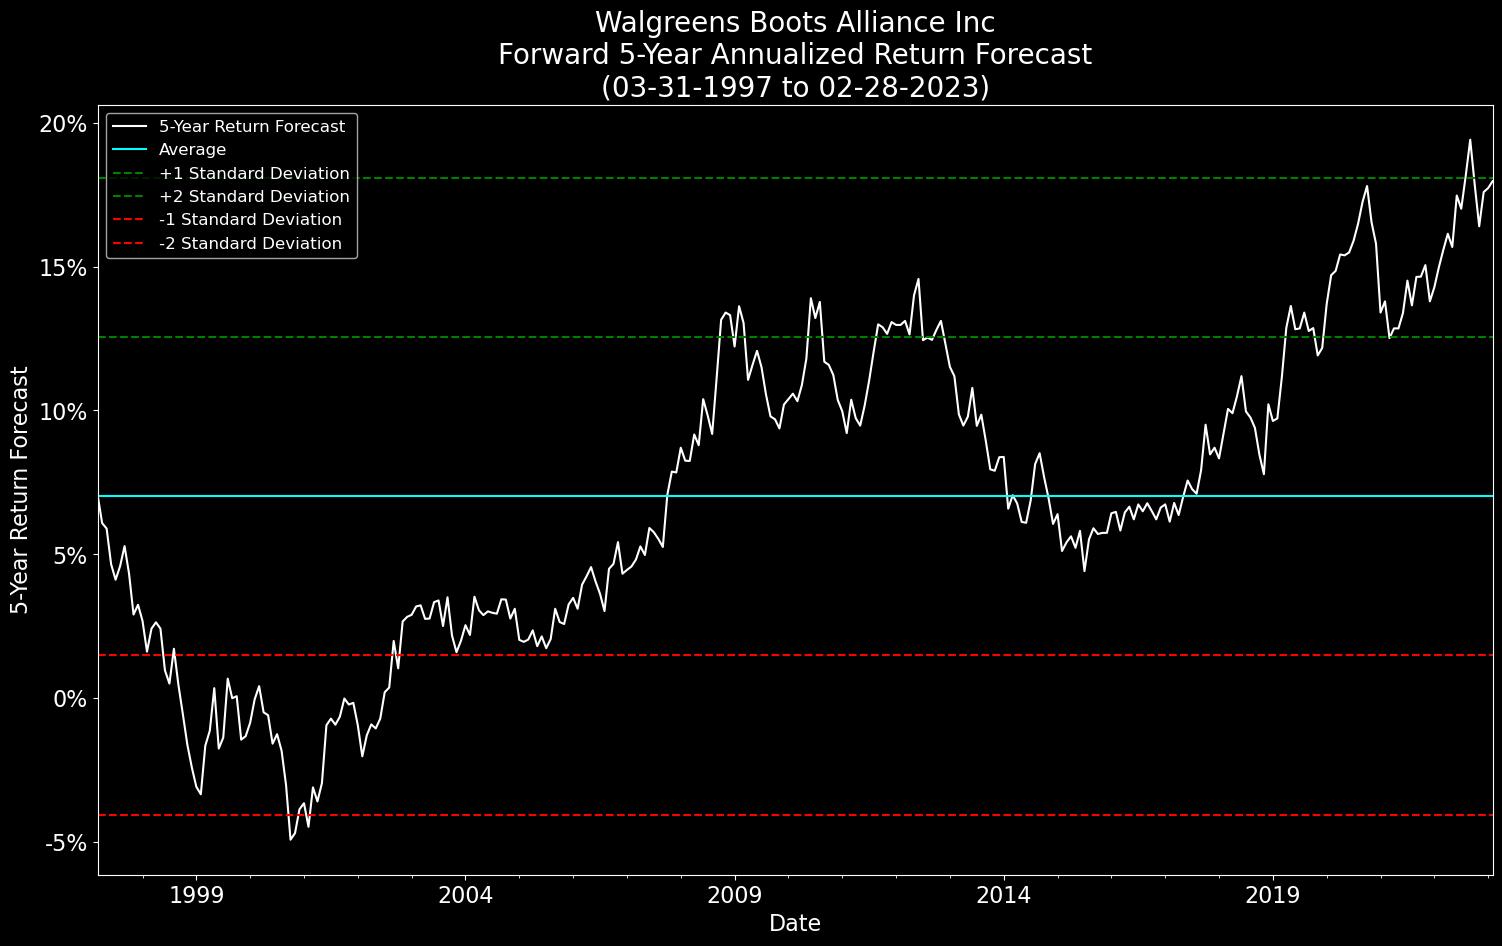 Walgreens Boots Alliance Inc
Forward 5-Year Annualized Return Forecast
(03-31-1997 to 02-28-2023)
5-Year Return Forecast
Average
+1 Standard Deviation
+2 Standard Deviation
-1 Standard Deviation
-2 Standard Deviation
20%
15%
10%
5%
0%
-5%
5-Year Return Forecast
1999 2004 2009 2014 2019
Date